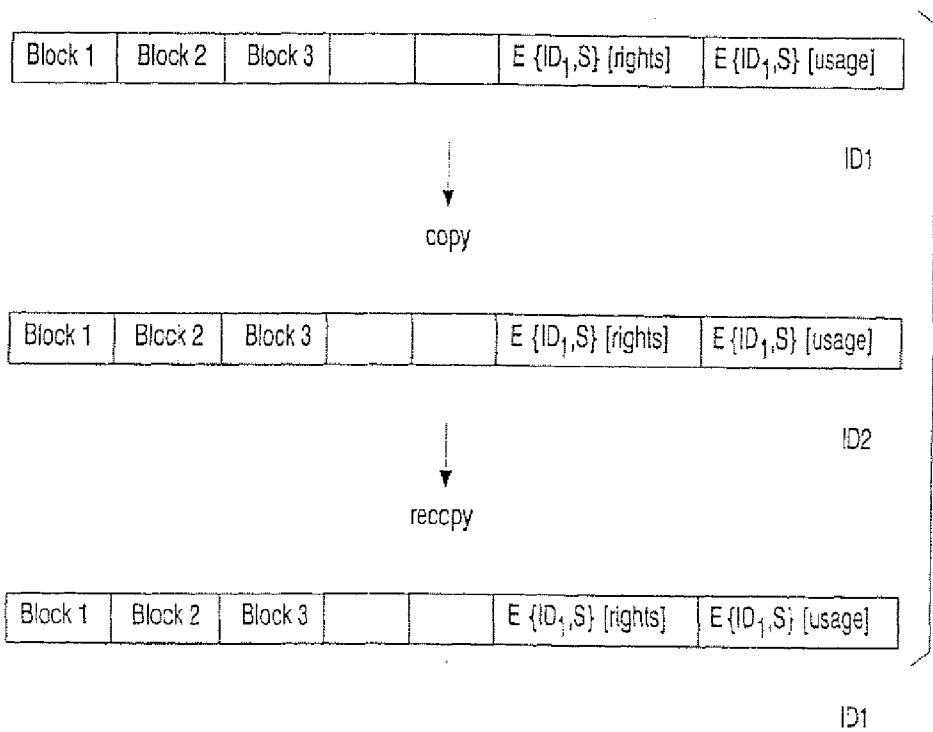 Block 1 Block 2 Block 3 E {ID₁,S} [rights] E {ID₁,S} [usage]
ID1
copy
Block 1 Block 2 Block 3 E {ID₁,S} [rights] E {ID₁,S} [usage]
ID2
recopy
Block 1 Block 2 Block 3 E {ID₁,S} [rights] E {ID₁,S} [usage]
ID1